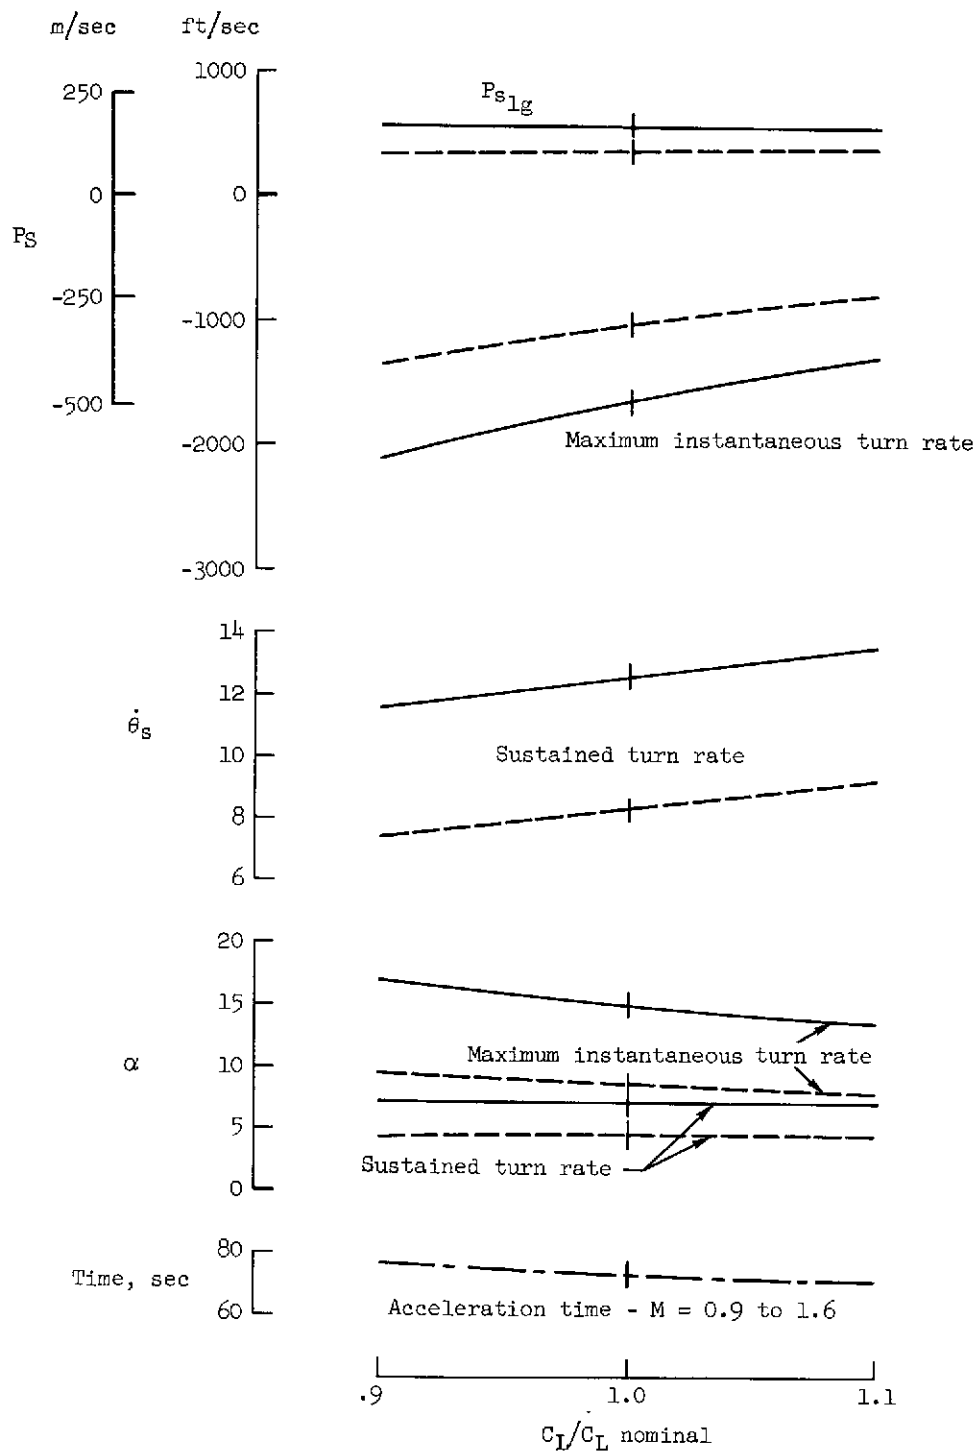 m/sec ft/sec
1000
250
Ps1g
0 0
PS
-250
-1000
-500
-2000
Maximum instantaneous turn rate
-3000
14
12
θ̇s
10
Sustained turn rate
8
6
20
15
Maximum instantaneous turn rate
α
10
5
Sustained turn rate
0
80
Time, sec
60
Acceleration time - M = 0.9 to 1.6
.9 1.0 1.1
CL/CL nominal